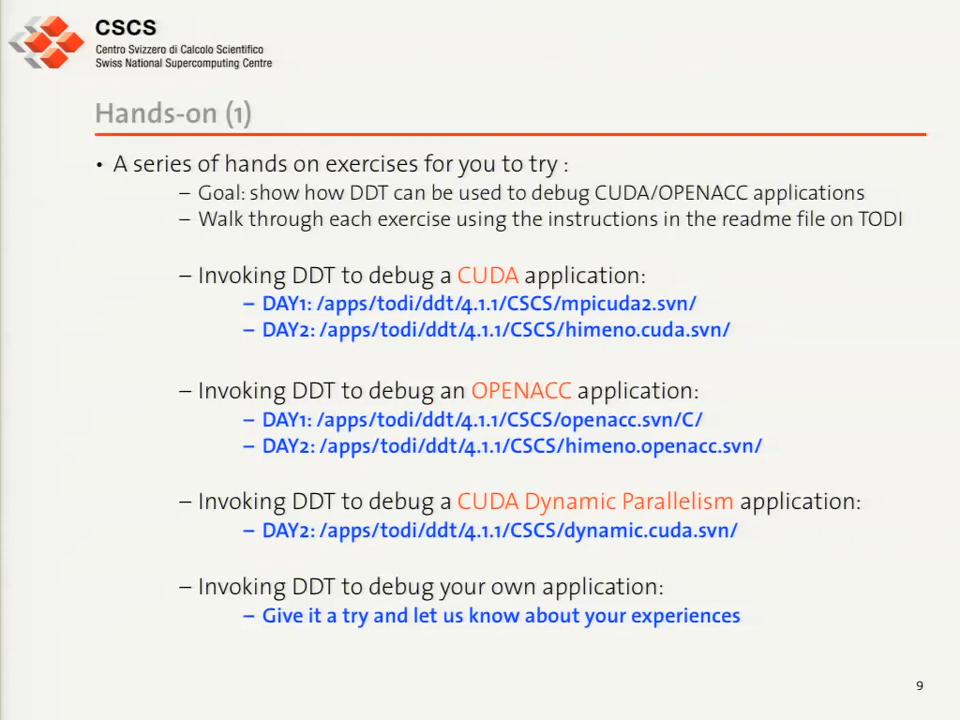 CSCS
Centro Svizzero di Calcolo Scientifico
Swiss National Supercomputing Centre
Hands-on (1)
• A series of hands on exercises for you to try :
– Goal: show how DDT can be used to debug CUDA/OPENACC applications
– Walk through each exercise using the instructions in the readme file on TODI
– Invoking DDT to debug a CUDA application:
– DAY1: /apps/todi/ddt/4.1.1/CSCS/mpicuda2.svn/
– DAY2: /apps/todi/ddt/4.1.1/CSCS/himeno.cuda.svn/
– Invoking DDT to debug an OPENACC application:
– DAY1: /apps/todi/ddt/4.1.1/CSCS/openacc.svn/C/
– DAY2: /apps/todi/ddt/4.1.1/CSCS/himeno.openacc.svn/
– Invoking DDT to debug a CUDA Dynamic Parallelism application:
– DAY2: /apps/todi/ddt/4.1.1/CSCS/dynamic.cuda.svn/
– Invoking DDT to debug your own application:
– Give it a try and let us know about your experiences
9